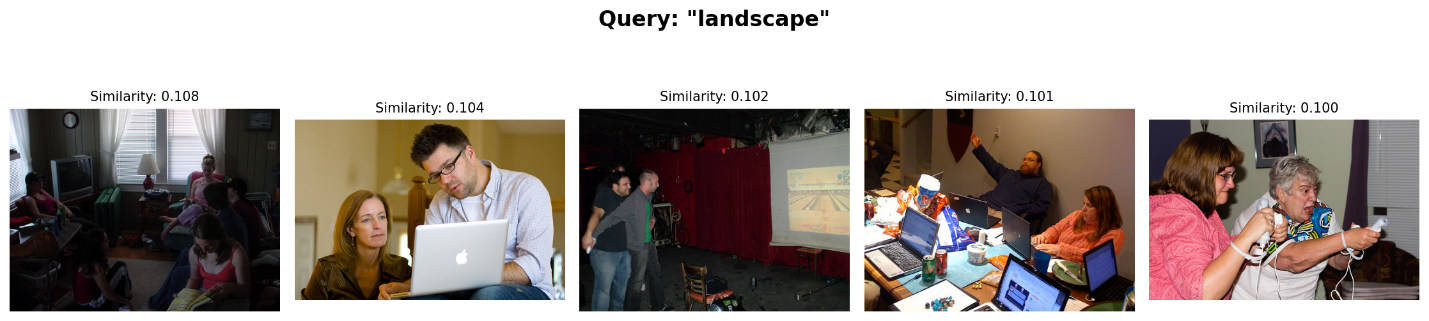 Query: "landscape"
Similarity: 0.108
Similarity: 0.104
Similarity: 0.102
Similarity: 0.101
Similarity: 0.100